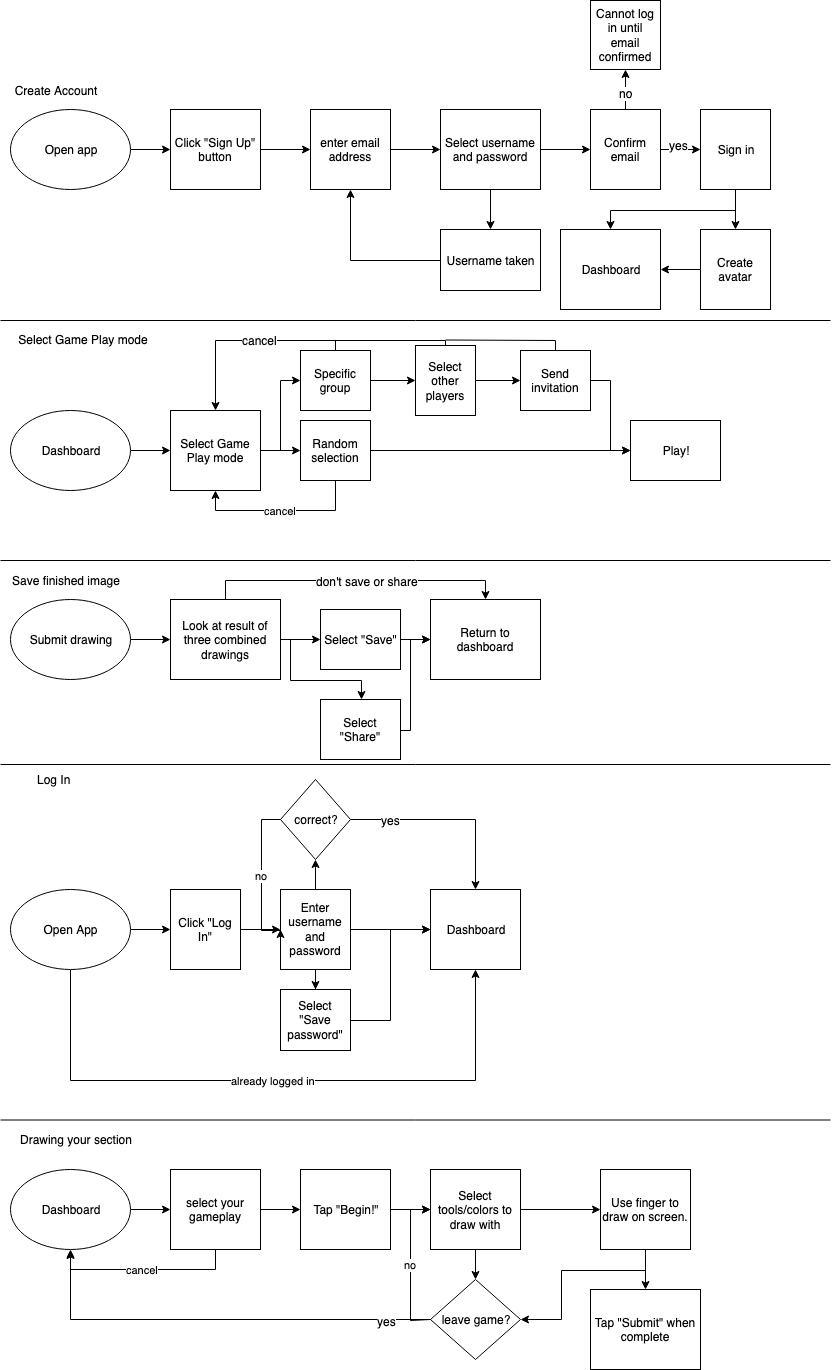 Cannot log
in until
email
confirmed
no
Create Account
Open app
Click "Sign Up"
button
enter email
address
Select username
and password
Confirm
email
yes
Sign in
Username taken
Dashboard
Create
avatar
Select Game Play mode
cancel
Specific
group
Select
other
players
Send
invitation
Dashboard
Select Game
Play mode
Random
selection
Play!
cancel
Save finished image
don't save or share
Submit drawing
Look at result of
three combined
drawings
Select "Save"
Return to
dashboard
Select
"Share"
Log In
correct?
yes
no
Open App
Click "Log
In"
Enter
username
and
password
Dashboard
Select
"Save
password"
already logged in
Drawing your section
Dashboard
select your
gameplay
Tap "Begin!"
Select
tools/colors to
draw with
Use finger to
draw on screen.
cancel
no
leave game?
yes
Tap "Submit" when
complete